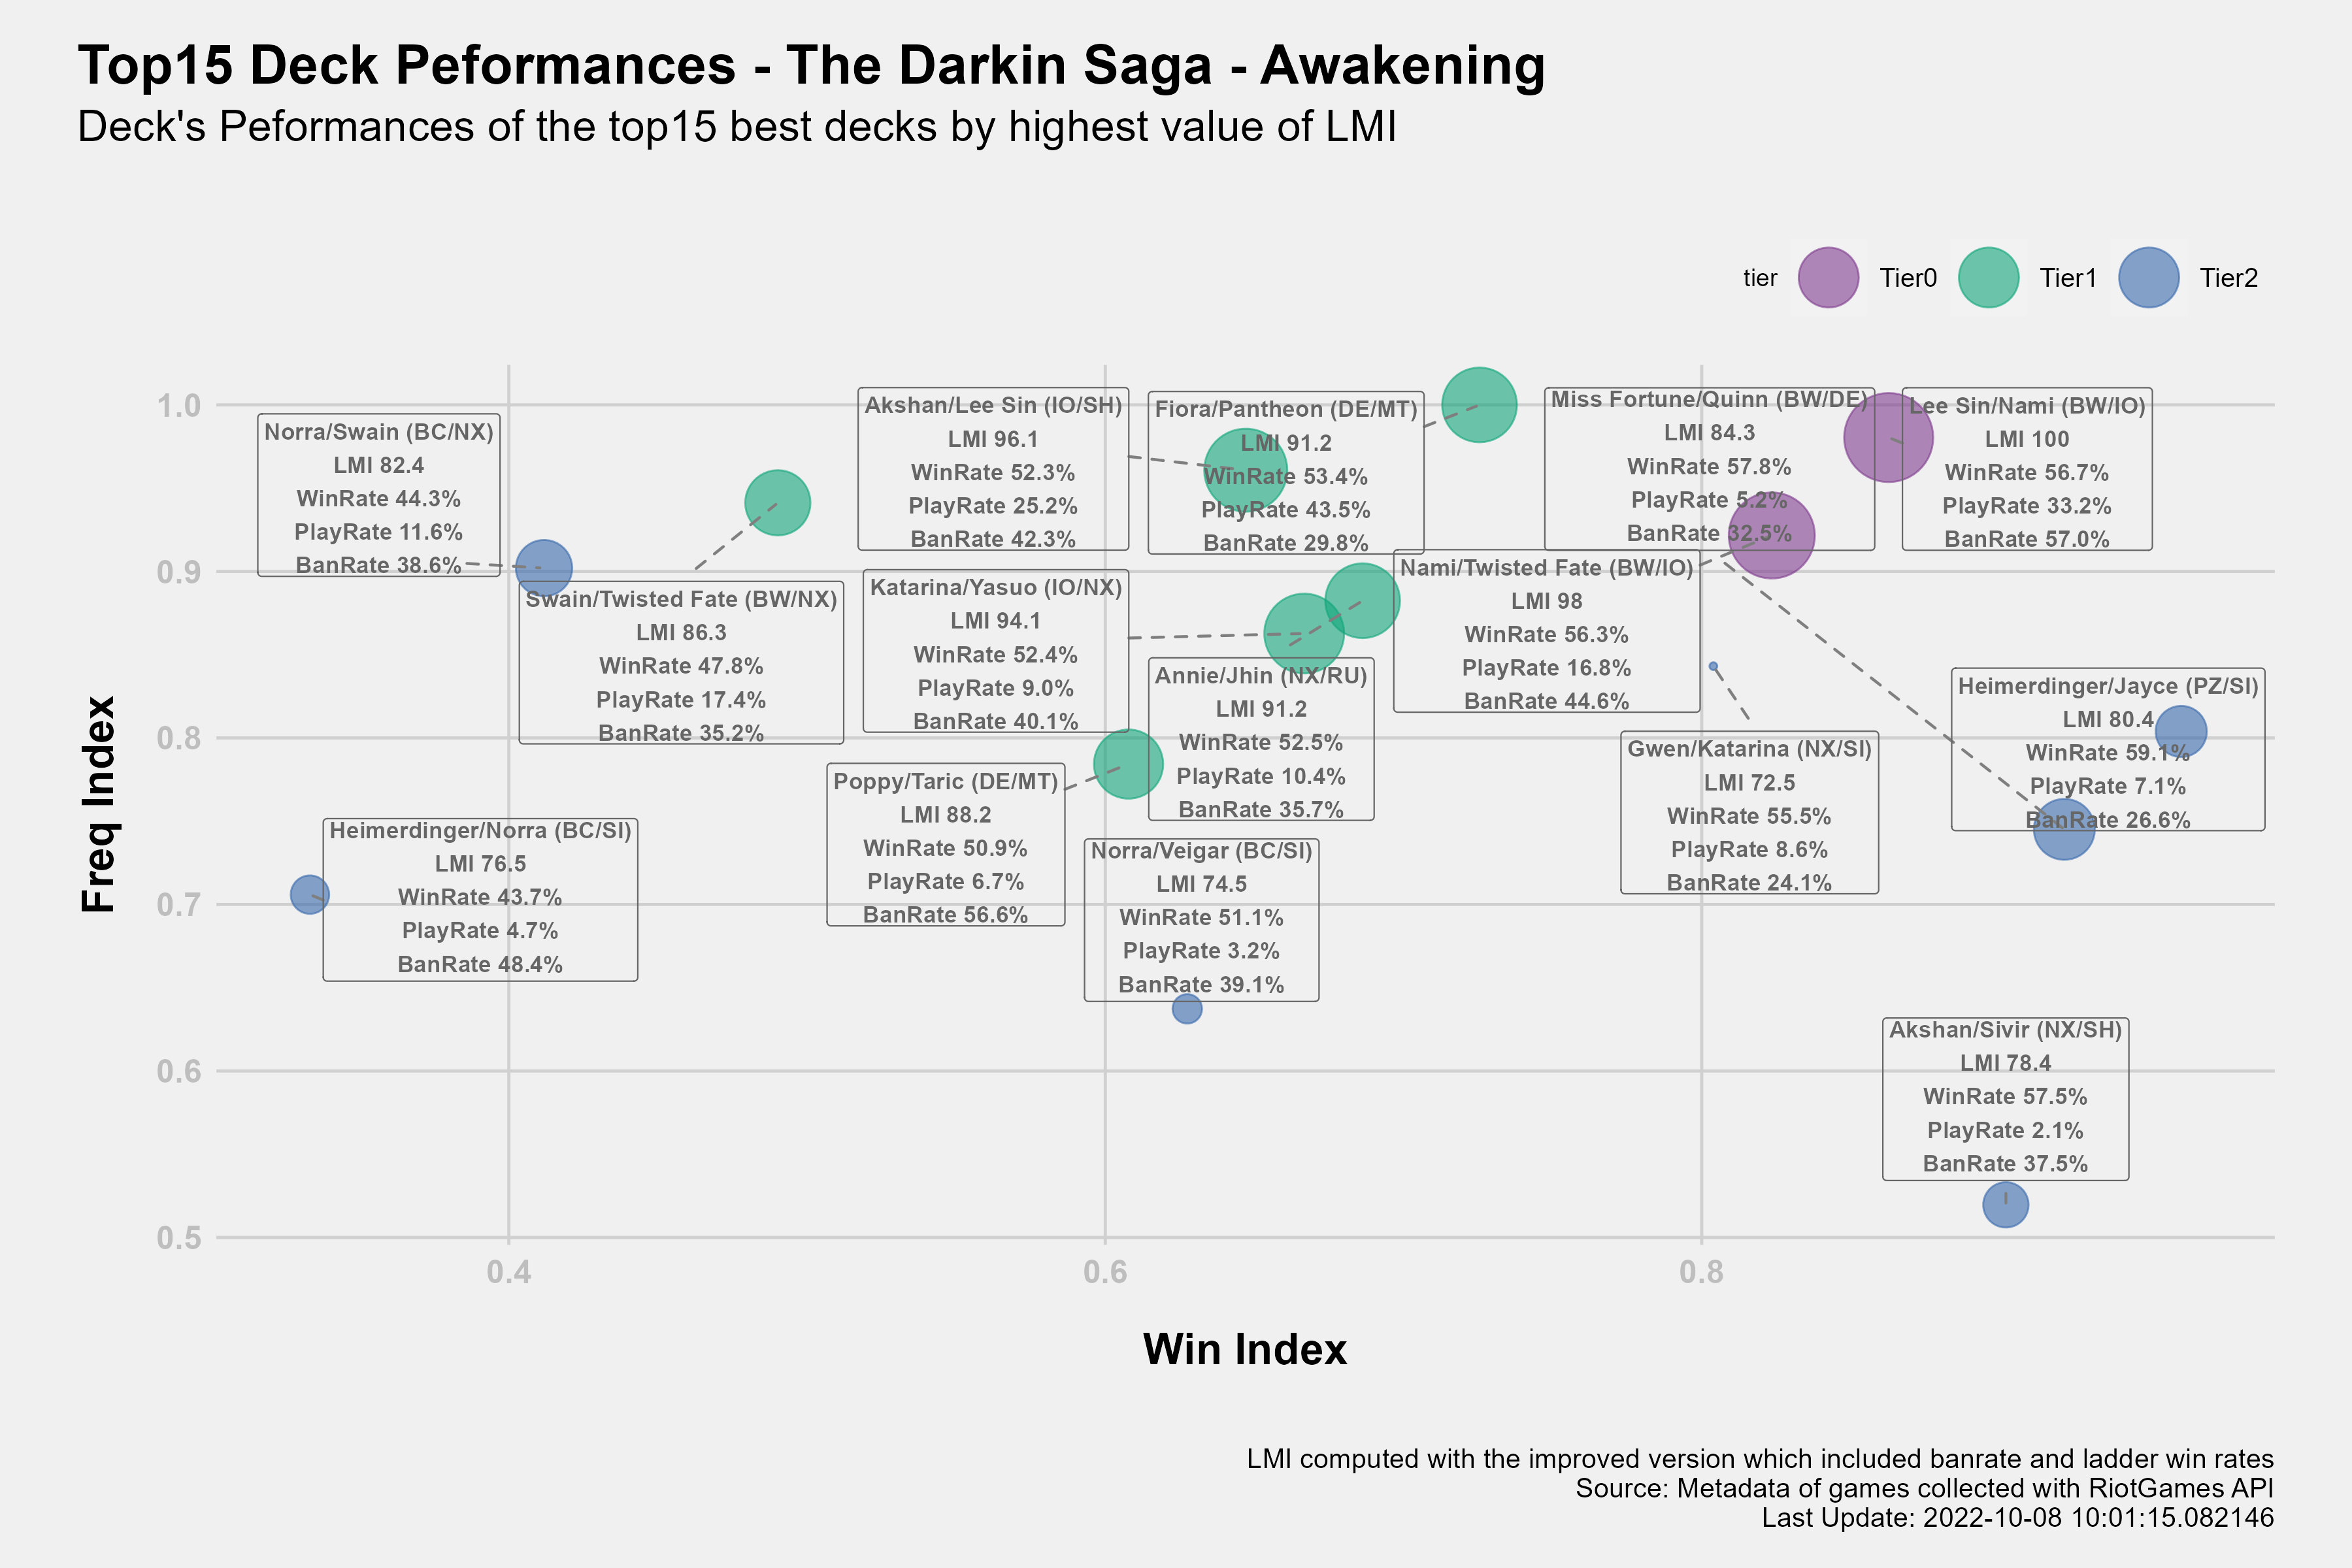 Top15 Deck Peformances - The Darkin Saga - Awakening
Deck's Peformances of the top15 best decks by highest value of LMI
tier Tier0 Tier1 Tier2
Freq Index
1.0
0.9
0.8
0.7
0.6
0.5
Norra/Swain (BC/NX)
LMI 82.4
WinRate 44.3%
PlayRate 11.6%
BanRate 38.6%
Akshan/Lee Sin (IO/SH)
LMI 96.1
WinRate 52.3%
PlayRate 25.2%
BanRate 42.3%
Fiora/Pantheon (DE/MT)
LMI 91.2
WinRate 53.4%
PlayRate 43.5%
BanRate 29.8%
Miss Fortune/Quinn (BW/DE)
LMI 84.3
WinRate 57.8%
PlayRate 5.2%
BanRate 32.5%
Lee Sin/Nami (BW/IO)
LMI 100
WinRate 56.7%
PlayRate 33.2%
BanRate 57.0%
Swain/Twisted Fate (BW/NX)
LMI 86.3
WinRate 47.8%
PlayRate 17.4%
BanRate 35.2%
Katarina/Yasuo (IO/NX)
LMI 94.1
WinRate 52.4%
PlayRate 9.0%
BanRate 40.1%
Nami/Twisted Fate (BW/IO)
LMI 98
WinRate 56.3%
PlayRate 16.8%
BanRate 44.6%
Annie/Jhin (NX/RU)
LMI 91.2
WinRate 52.5%
PlayRate 10.4%
BanRate 35.7%
Heimerdinger/Jayce (PZ/SI)
LMI 80.4
WinRate 59.1%
PlayRate 7.1%
BanRate 26.6%
Gwen/Katarina (NX/SI)
LMI 72.5
WinRate 55.5%
PlayRate 8.6%
BanRate 24.1%
Poppy/Taric (DE/MT)
LMI 88.2
WinRate 50.9%
PlayRate 6.7%
BanRate 56.6%
Heimerdinger/Norra (BC/SI)
LMI 76.5
WinRate 43.7%
PlayRate 4.7%
BanRate 48.4%
Norra/Veigar (BC/SI)
LMI 74.5
WinRate 51.1%
PlayRate 3.2%
BanRate 39.1%
Akshan/Sivir (NX/SH)
LMI 78.4
WinRate 57.5%
PlayRate 2.1%
BanRate 37.5%
0.4 0.6 0.8
Win Index
LMI computed with the improved version which included banrate and ladder win rates
Source: Metadata of games collected with RiotGames API
Last Update: 2022-10-08 10:01:15.082146